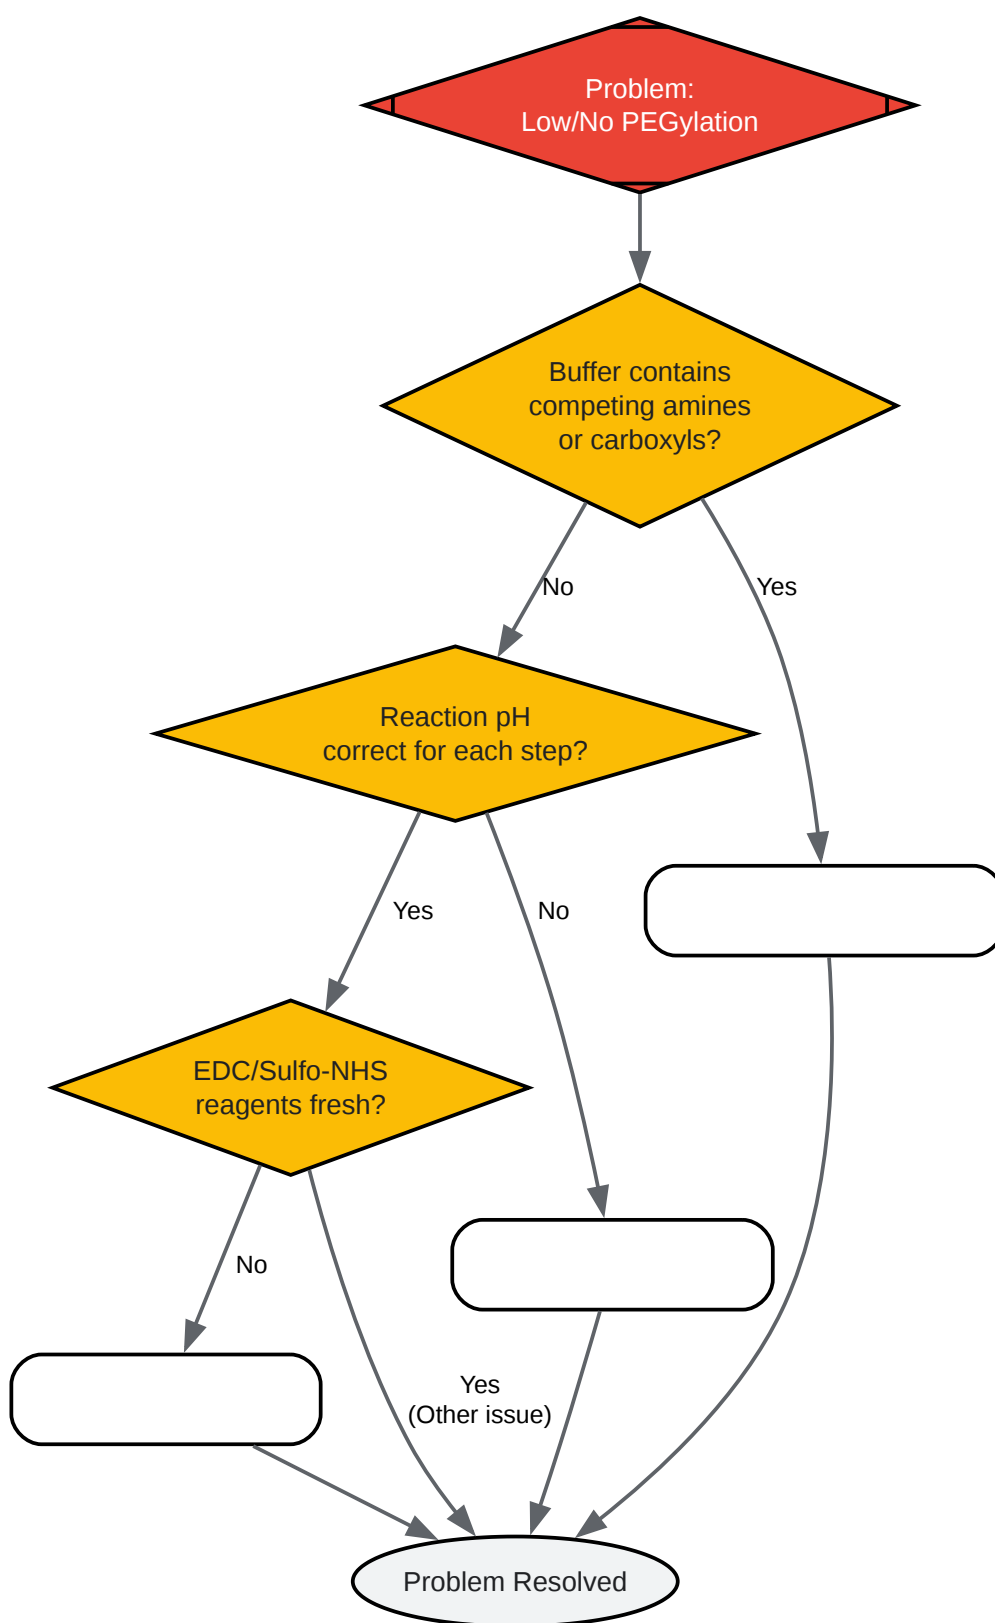 Problem:
Low/No PEGylation
Buffer contains
competing amines
or carboxyls?
No
Yes
Reaction pH
correct for each step?
Yes
No
EDC/Sulfo-NHS
reagents fresh?
No
Yes
(Other issue)
Problem Resolved